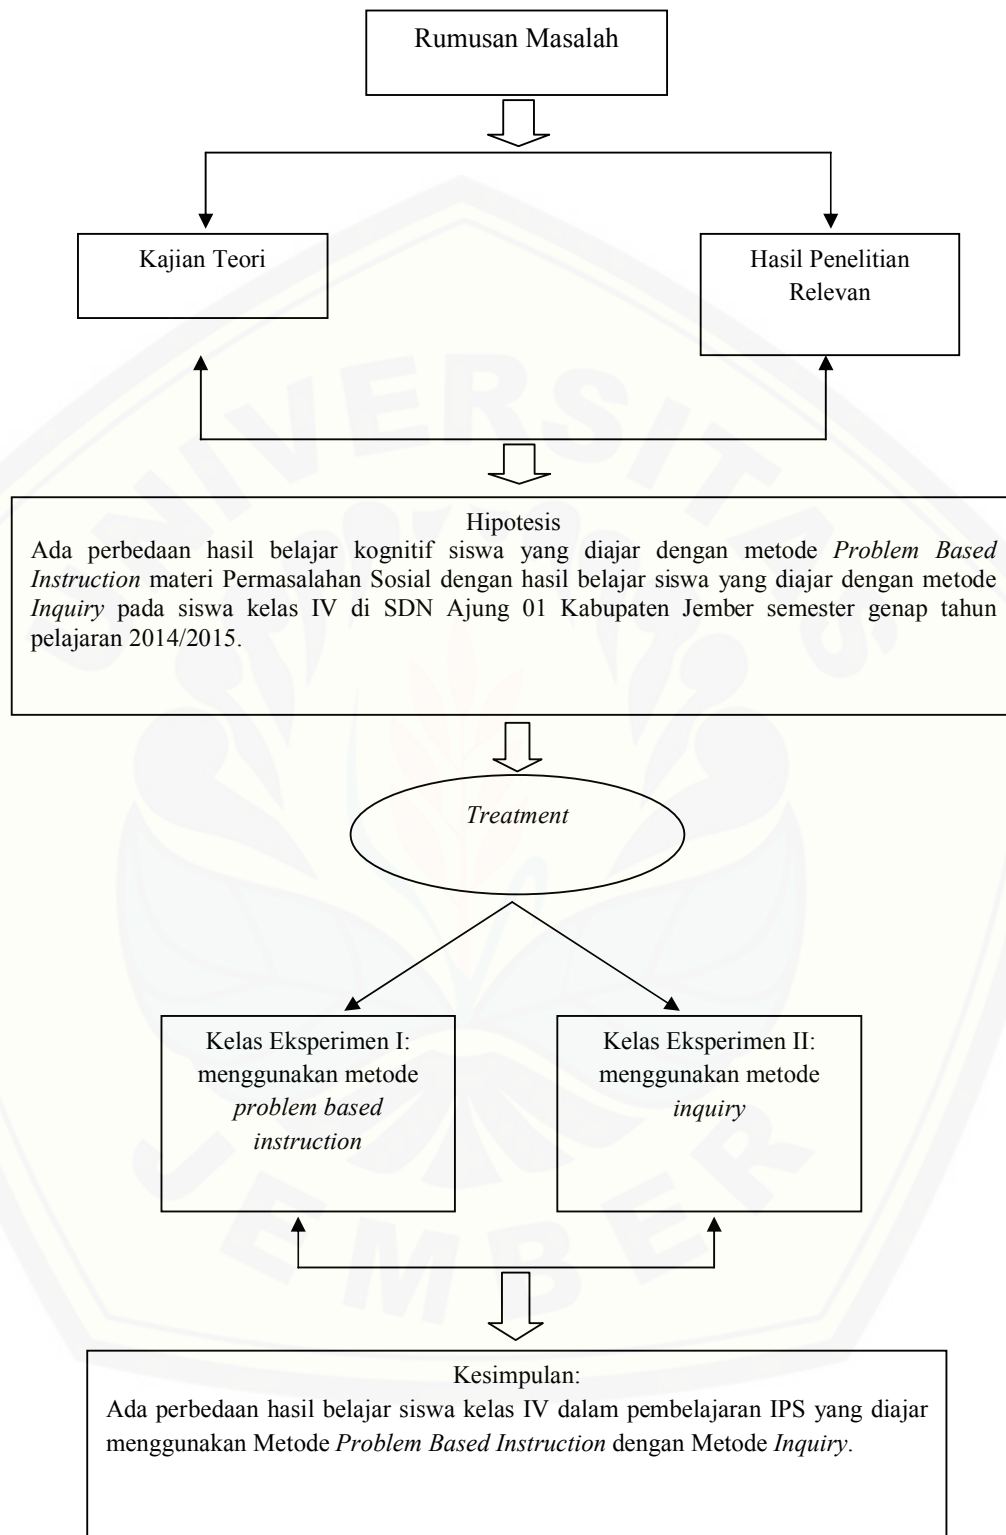 Rumusan Masalah
Kajian Teori
Hasil Penelitian
Relevan
Hipotesis
Ada perbedaan hasil belajar kognitif siswa yang diajar dengan metode Problem Based
Instruction materi Permasalahan Sosial dengan hasil belajar siswa yang diajar dengan metode
Inquiry pada siswa kelas IV di SDN Ajung 01 Kabupaten Jember semester genap tahun
pelajaran 2014/2015.
Treatment
Kelas Eksperimen I:
menggunakan metode
problem based
instruction
Kelas Eksperimen II:
menggunakan metode
inquiry
Kesimpulan:
Ada perbedaan hasil belajar siswa kelas IV dalam pembelajaran IPS yang diajar
menggunakan Metode Problem Based Instruction dengan Metode Inquiry.
UNIVERSITAS
JEMBER